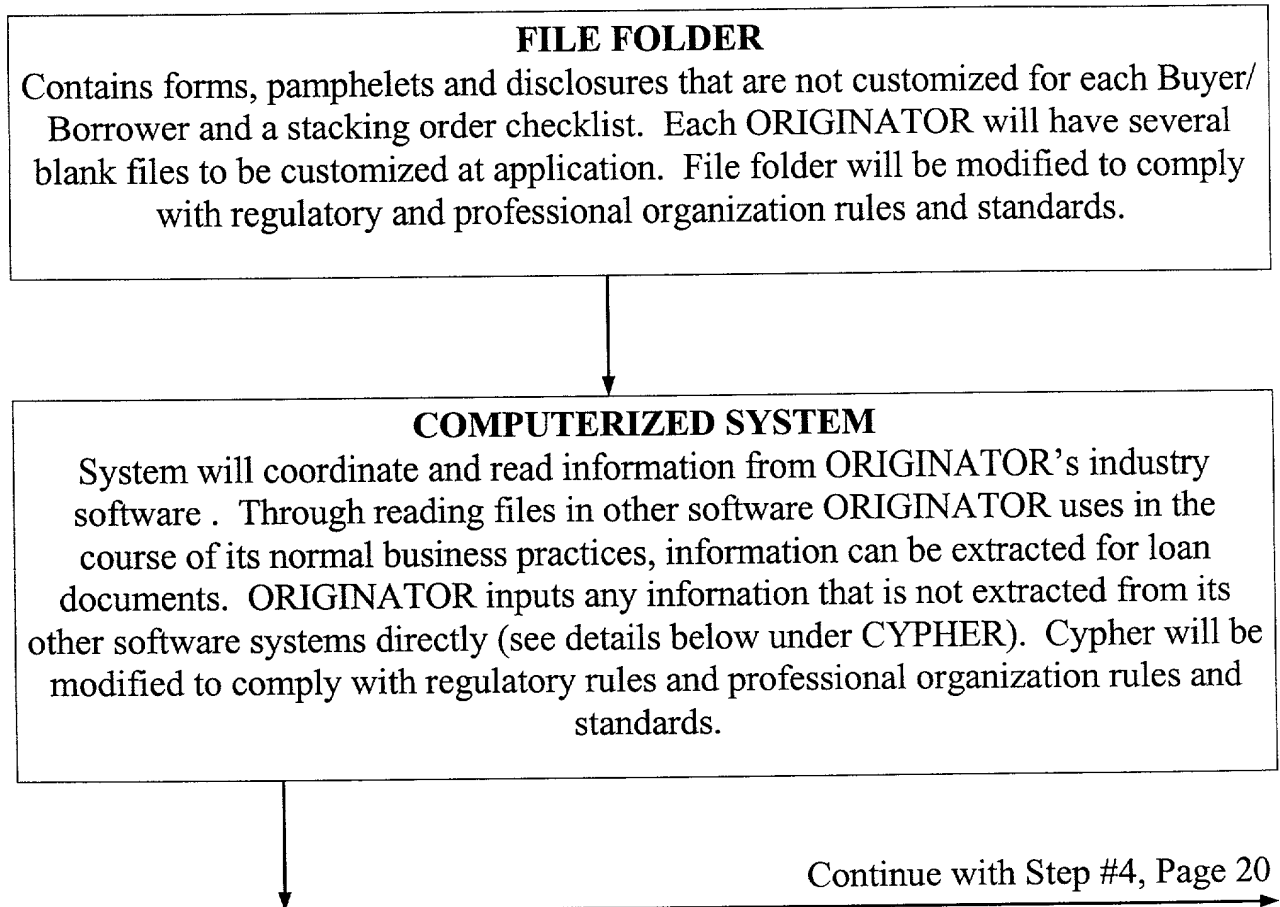 FILE FOLDER
Contains forms, pamphelets and disclosures that are not customized for each Buyer/
Borrower and a stacking order checklist. Each ORIGINATOR will have several
blank files to be customized at application. File folder will be modified to comply
with regulatory and professional organization rules and standards.
COMPUTERIZED SYSTEM
System will coordinate and read information from ORIGINATOR's industry
software . Through reading files in other software ORIGINATOR uses in the
course of its normal business practices, information can be extracted for loan
documents. ORIGINATOR inputs any infornation that is not extracted from its
other software systems directly (see details below under CYPHER). Cypher will be
modified to comply with regulatory rules and professional organization rules and
standards.
Continue with Step #4, Page 20